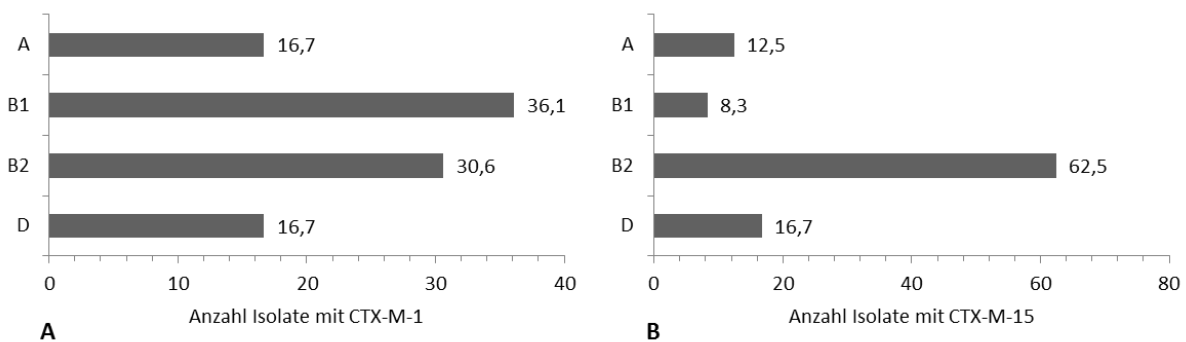 A 16,7
B1 36,1
B2 30,6
D 16,7
0 10 20 30 40
Anzahl Isolate mit CTX-M-1
A
A 12,5
B1 8,3
B2 62,5
D 16,7
0 20 40 60 80
Anzahl Isolate mit CTX-M-15
B